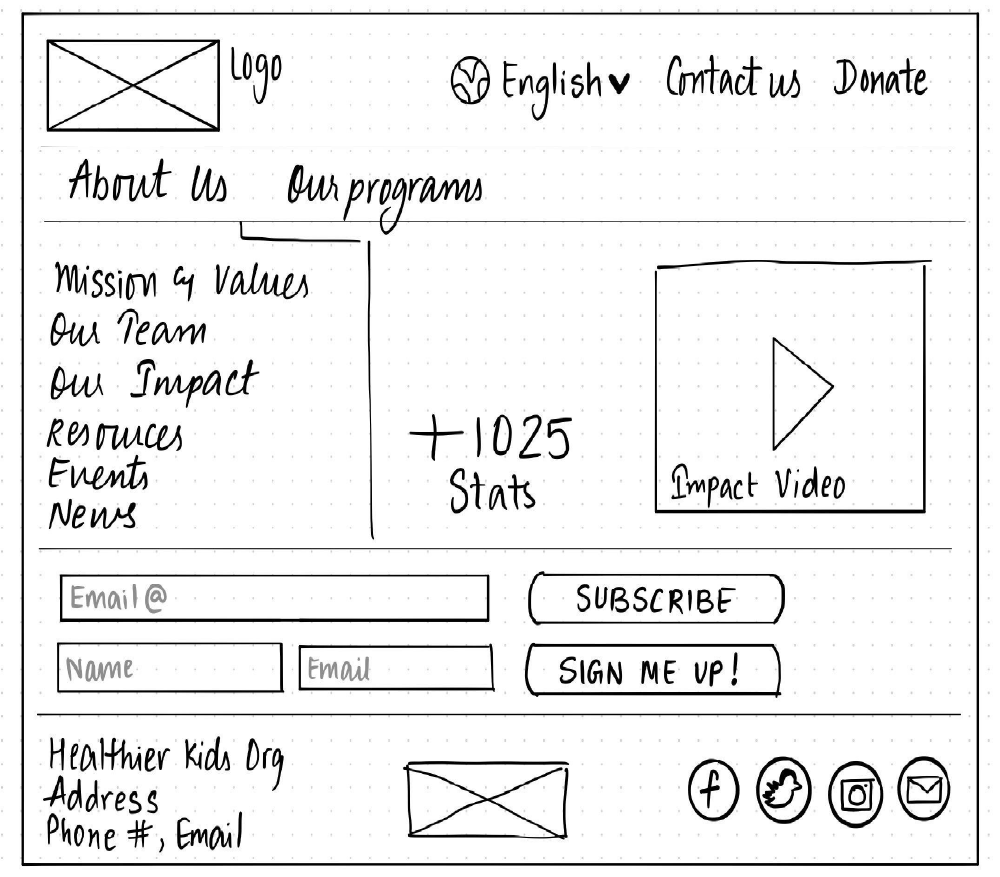 Logo
English Contact us Donate
About Us Our programs
Mission & Values
Our Team
Our Impact
Resources
Events
News
+1025
Stats
Impact Video
Email@ SUBSCRIBE
Name Email SIGN ME UP!
Healthier Kids Org
Address
Phone #, Email